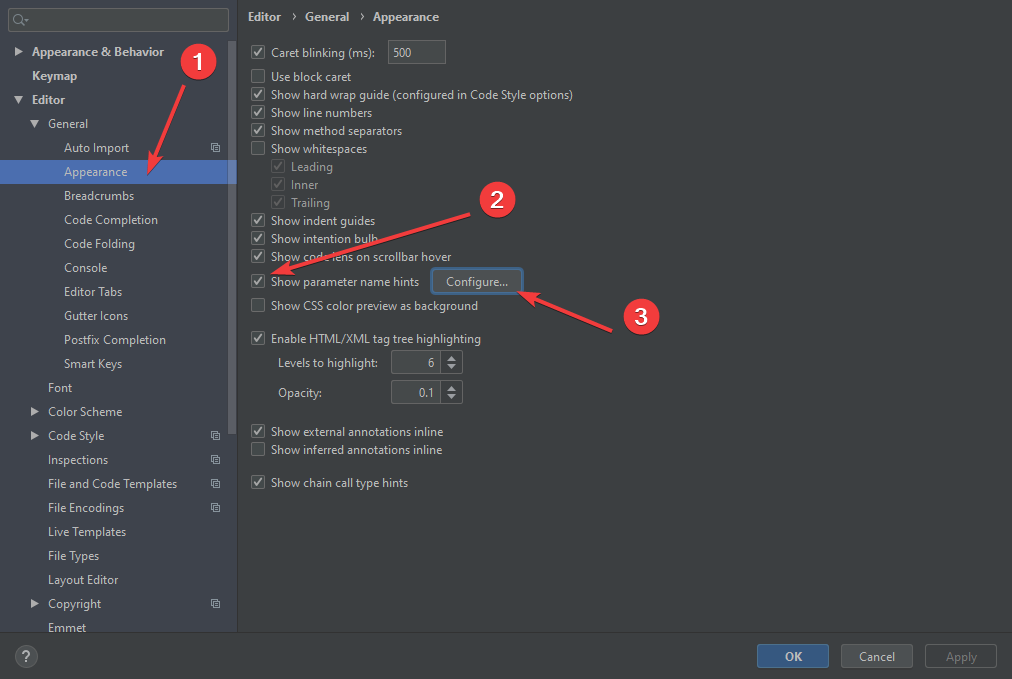 Editor › General › Appearance
Appearance & Behavior
Keymap
Editor
General
Auto Import
Appearance
Breadcrumbs
Code Completion
Code Folding
Console
Editor Tabs
Gutter Icons
Postfix Completion
Smart Keys
Font
Color Scheme
Code Style
Inspections
File and Code Templates
File Encodings
Live Templates
File Types
Layout Editor
Copyright
Emmet
1
Caret blinking (ms): 500
Use block caret
Show hard wrap guide (configured in Code Style options)
Show line numbers
Show method separators
Show whitespaces
Leading
Inner
Trailing
2
Show indent guides
Show intention bulb
Show code lens on scrollbar hover
Show parameter name hints Configure...
3
Show CSS color preview as background
Enable HTML/XML tag tree highlighting
Levels to highlight: 6
Opacity: 0.1
Show external annotations inline
Show inferred annotations inline
Show chain call type hints
? OK Cancel Apply